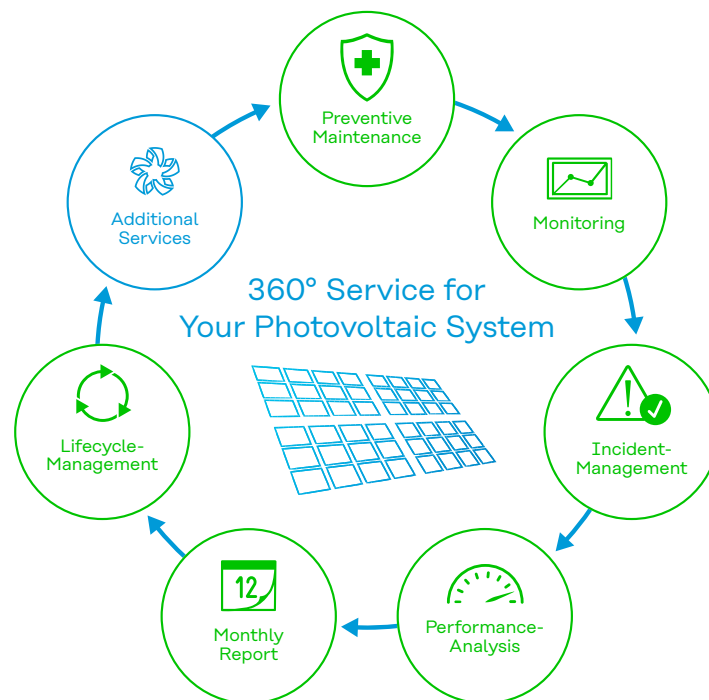 Preventive
Maintenance
Monitoring
Additional
Services
360° Service for
Your Photovoltaic System
Incident-
Management
Lifecycle-
Management
Performance-
Analysis
12
Monthly
Report